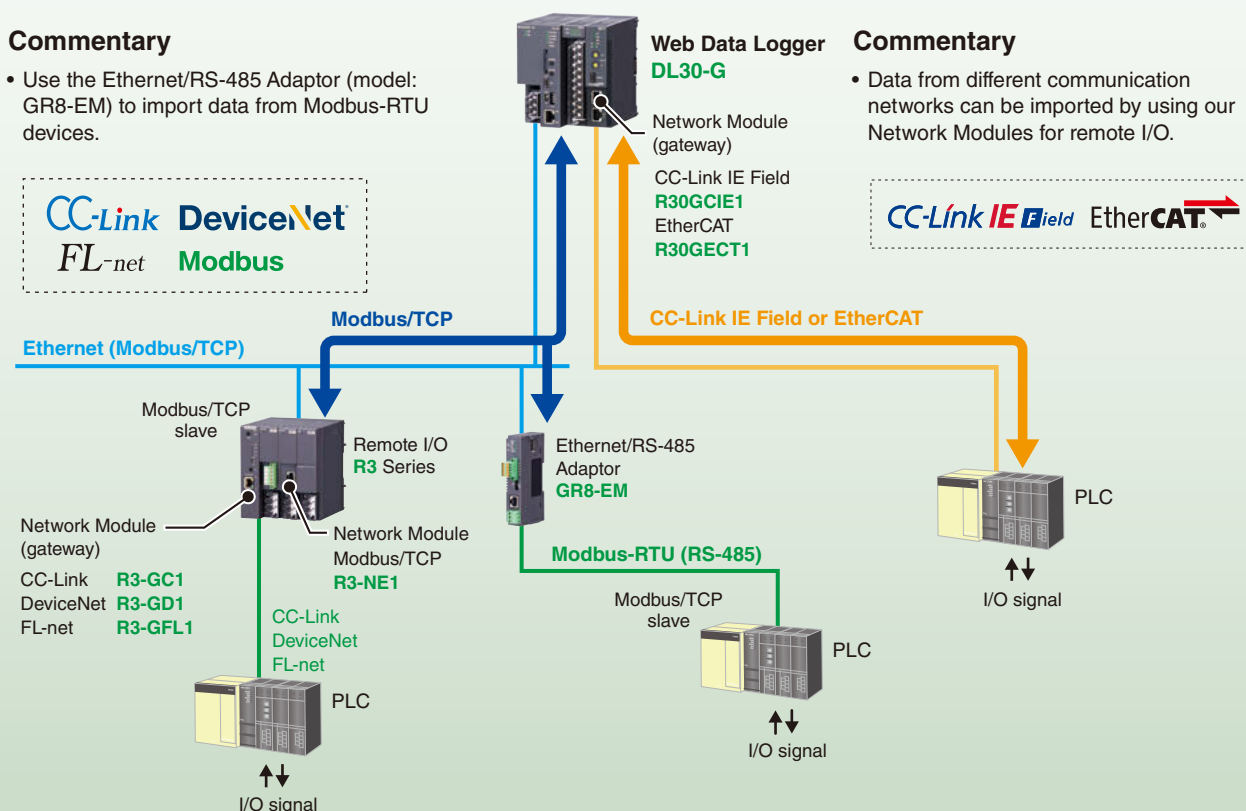 Commentary
• Use the Ethernet/RS-485 Adaptor (model:
GR8-EM) to import data from Modbus-RTU
devices.
CC-Link DeviceNet
FL-net Modbus
Web Data Logger
DL30-G
Network Module
(gateway)
CC-Link IE Field
R30GCIE1
EtherCAT
R30GECT1
Commentary
• Data from different communication
networks can be imported by using our
Network Modules for remote I/O.
CC-Link IE Field EtherCAT®
Modbus/TCP
CC-Link IE Field or EtherCAT
Ethernet (Modbus/TCP)
Modbus/TCP
slave
Remote I/O
R3 Series
Ethernet/RS-485
Adaptor
GR8-EM
PLC
I/O signal
Network Module
(gateway)
CC-Link R3-GC1
DeviceNet R3-GD1
FL-net R3-GFL1
Network Module
Modbus/TCP
R3-NE1
Modbus-RTU (RS-485)
Modbus/TCP
slave
PLC
I/O signal
CC-Link
DeviceNet
FL-net
PLC
I/O signal